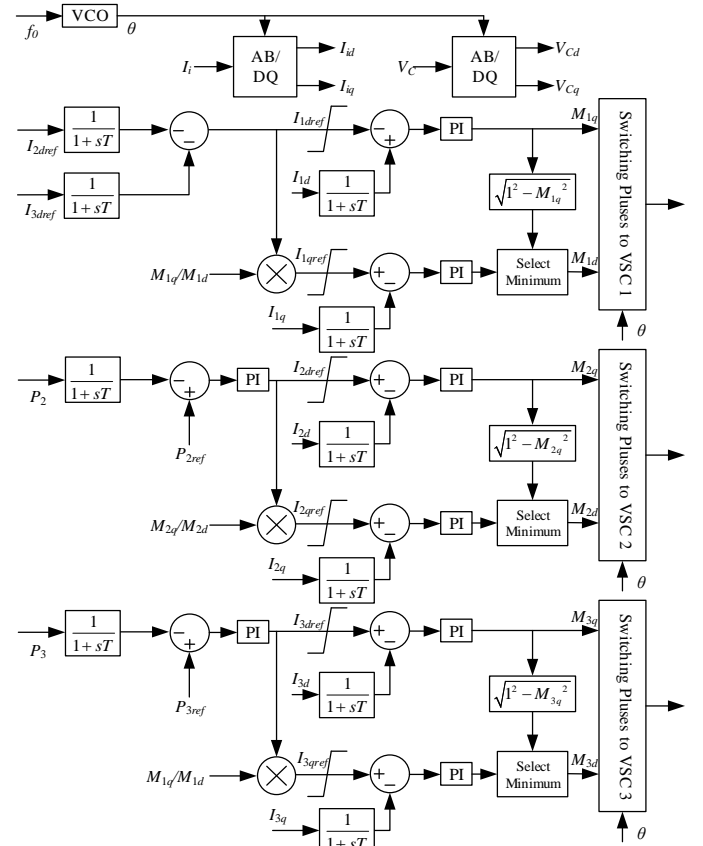 f0 VCO θ
Ii AB/DQ Iid Iiq
VC AB/DQ VCd VCq
I2dref 1/(1+sT) − − I1dref − + PI M1q
I3dref 1/(1+sT)
I1d 1/(1+sT) √(1² − M1q²)
M1q/M1d × I1qref + − PI Select Minimum M1d
I1q 1/(1+sT)
Switching Pluses to VSC 1
θ
P2 1/(1+sT) − + PI I2dref + − PI M2q
P2ref
I2d 1/(1+sT) √(1² − M2q²)
M2q/M2d × I2qref + − PI Select Minimum M2d
I2q 1/(1+sT)
Switching Pluses to VSC 2
θ
P3 1/(1+sT) − + PI I3dref + − PI M3q
P3ref
I3d 1/(1+sT) √(1² − M3q²)
M1q/M1d × I3qref + − PI Select Minimum M3d
I3q 1/(1+sT)
Switching Pluses to VSC 3
θ